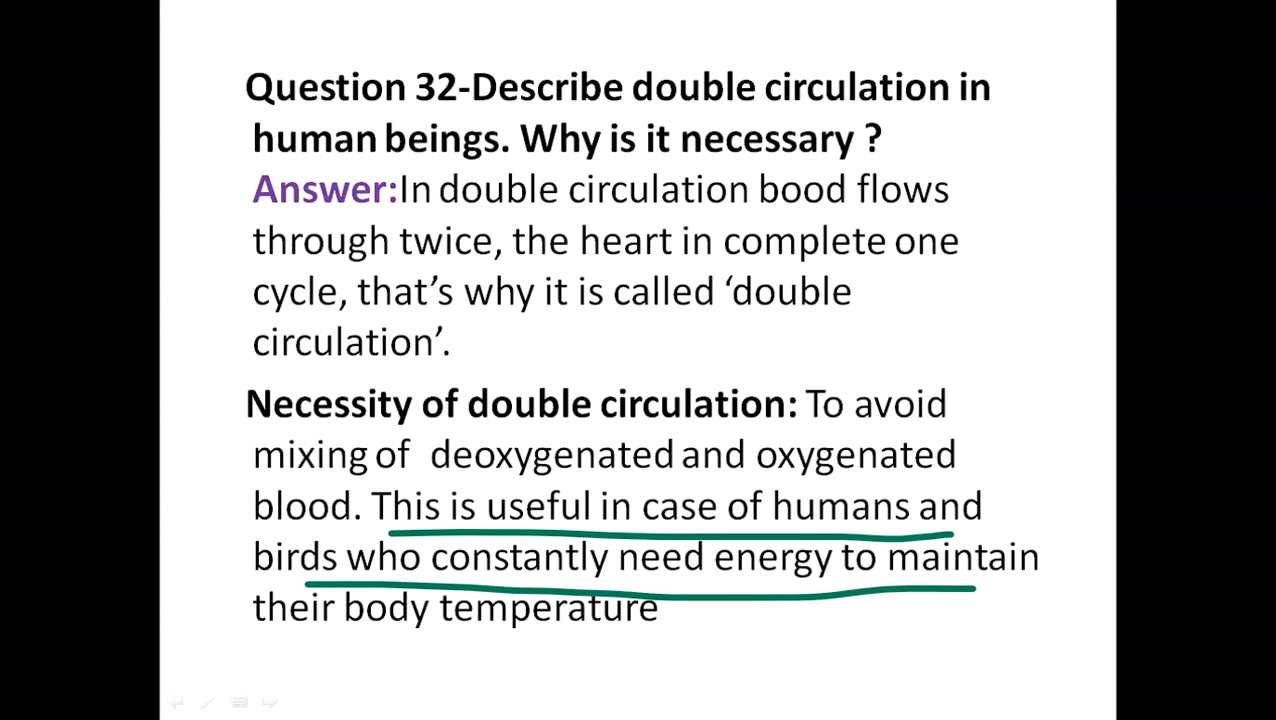 Question 32-Describe double circulation in
human beings. Why is it necessary ?
Answer:In double circulation bood flows
through twice, the heart in complete one
cycle, that’s why it is called ‘double
circulation’.
Necessity of double circulation: To avoid
mixing of deoxygenated and oxygenated
blood. This is useful in case of humans and
birds who constantly need energy to maintain
their body temperature